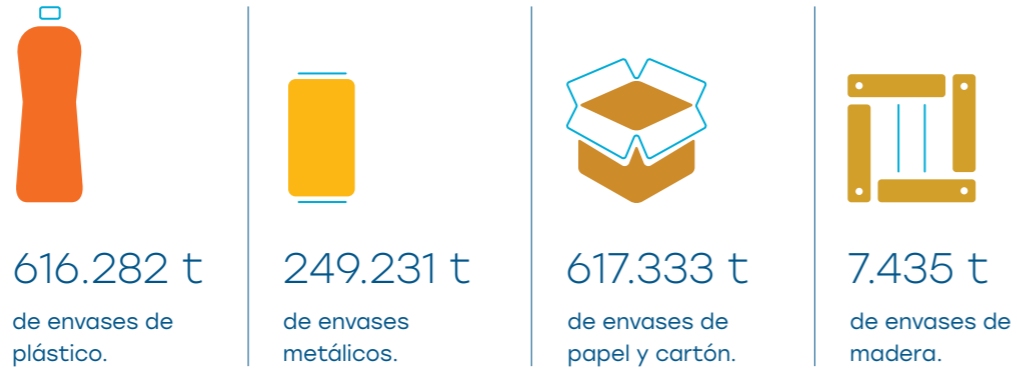 616.282 t
de envases de
plástico.
249.231 t
de envases
metálicos.
617.333 t
de envases de
papel y cartón.
7.435 t
de envases de
madera.